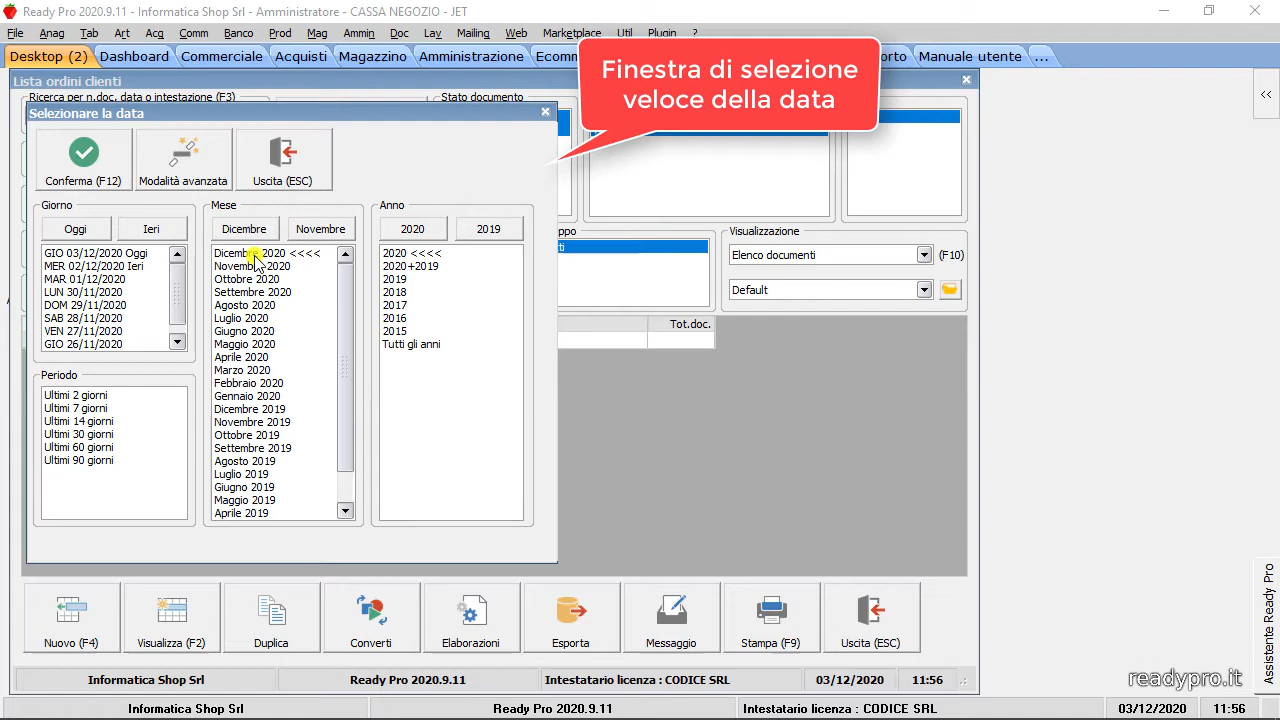 Ready Pro 2020.9.11 - Informatica Shop Srl - Amministratore - CASSA NEGOZIO - JET
File Anag Tab Art Acq Comm Banco Prod Mag Ammin Doc Lav Mailing Web Marketplace Util Plugin ?
Desktop (2) Dashboard Commerciale Acquisti Magazzino Amministrazione Manuale utente ...
Finestra di selezione
veloce della data
Lista ordini clienti
Ricerca per n.doc. data o intestazione (F3) Stato documento
Selezionare la data
Conferma (F12) Modalità avanzata Uscita (ESC)
Giorno Mese Anno
Oggi Ieri Dicembre Novembre 2020 2019
Visualizzazione
Elenco documenti (F10)
Default
GIO 03/12/2020 Oggi
MER 02/12/2020 Ieri
MAR 01/12/2020
LUN 30/11/2020
DOM 29/11/2020
SAB 28/11/2020
VEN 27/11/2020
GIO 26/11/2020
Periodo
Ultimi 2 giorni
Ultimi 7 giorni
Ultimi 14 giorni
Ultimi 30 giorni
Ultimi 60 giorni
Ultimi 90 giorni
Dicembre 2020 <<<<
Novembre 2020
Ottobre 2020
Settembre 2020
Agosto 2020
Luglio 2020
Giugno 2020
Maggio 2020
Aprile 2020
Marzo 2020
Febbraio 2020
Gennaio 2020
Dicembre 2019
Novembre 2019
Ottobre 2019
Settembre 2019
Agosto 2019
Luglio 2019
Giugno 2019
Maggio 2019
Aprile 2019
2020 <<<<
2020+2019
2019
2018
2017
2016
2015
Tutti gli anni
Tot.doc.
Nuovo (F4) Visualizza (F2) Duplica Converti Elaborazioni Esporta Messaggio Stampa (F9) Uscita (ESC)
Assistente Ready Pro
readypro.it
Informatica Shop Srl Ready Pro 2020.9.11 Intestatario licenza : CODICE SRL 03/12/2020 11:56
Informatica Shop Srl Ready Pro 2020.9.11 Intestatario licenza : CODICE SRL 03/12/2020 11:56